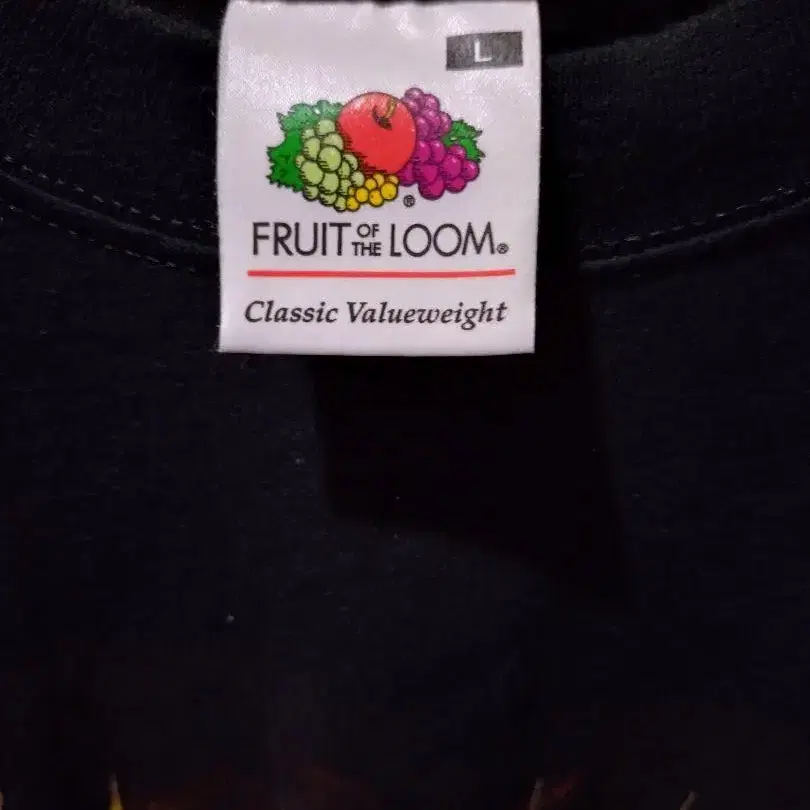 L
FRUIT OF THE LOOM®
Classic Valueweight